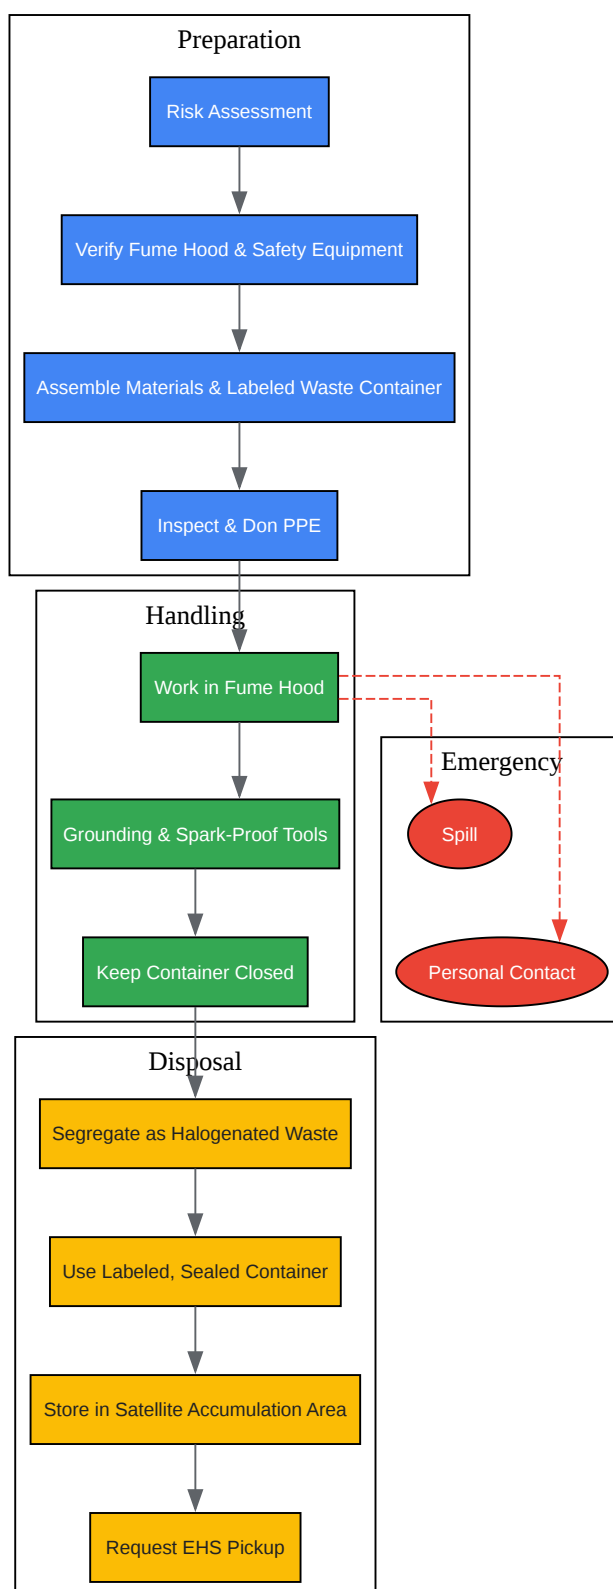 Preparation
Risk Assessment
Verify Fume Hood & Safety Equipment
Assemble Materials & Labeled Waste Container
Inspect & Don PPE
Handling
Work in Fume Hood
Grounding & Spark-Proof Tools
Keep Container Closed
Emergency
Spill
Personal Contact
Disposal
Segregate as Halogenated Waste
Use Labeled, Sealed Container
Store in Satellite Accumulation Area
Request EHS Pickup